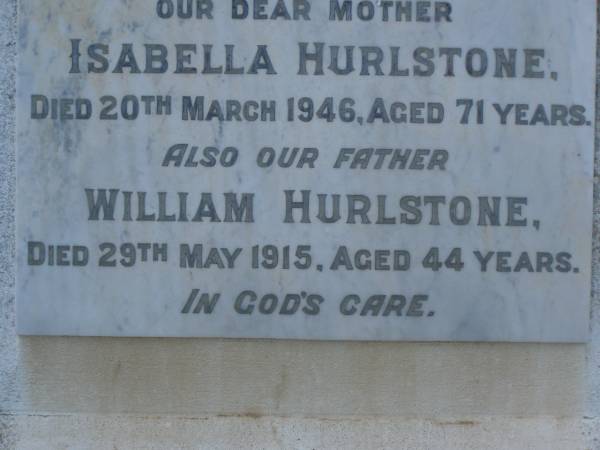 OUR DEAR MOTHER
ISABELLA HURLSTONE,
DIED 20TH MARCH 1946, AGED 71 YEARS.
ALSO OUR FATHER
WILLIAM HURLSTONE,
DIED 29TH MAY 1915, AGED 44 YEARS.
IN GOD'S CARE.